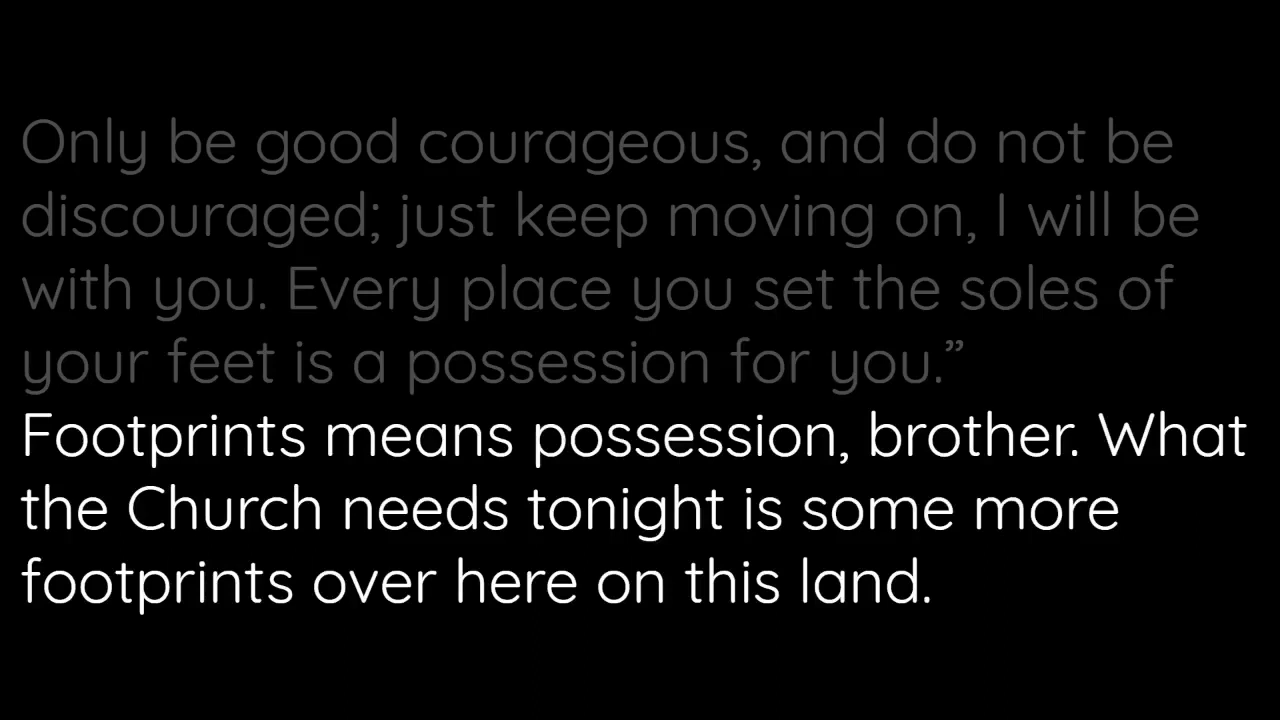 Only be good courageous, and do not be
discouraged; just keep moving on, I will be
with you. Every place you set the soles of
your feet is a possession for you.”
Footprints means possession, brother. What
the Church needs tonight is some more
footprints over here on this land.